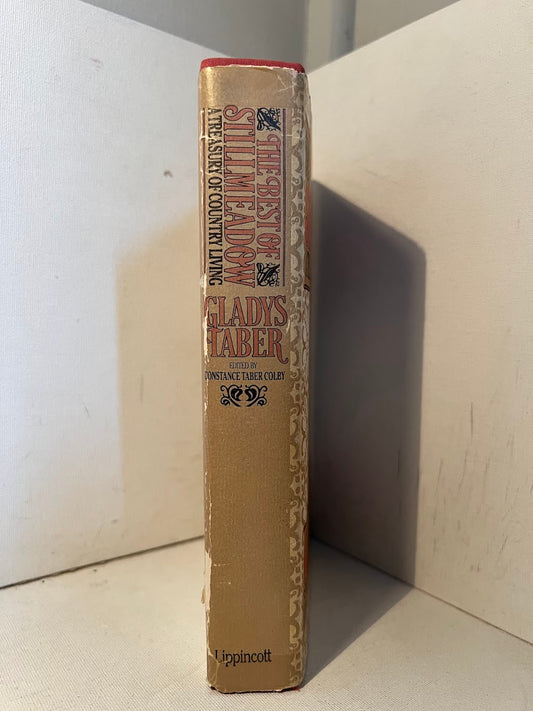 THE BEST OF
STILLMEADOW
A TREASURY OF COUNTRY LIVING
GLADYS
TABER
EDITED BY
CONSTANCE TABER COLBY
Lippincott